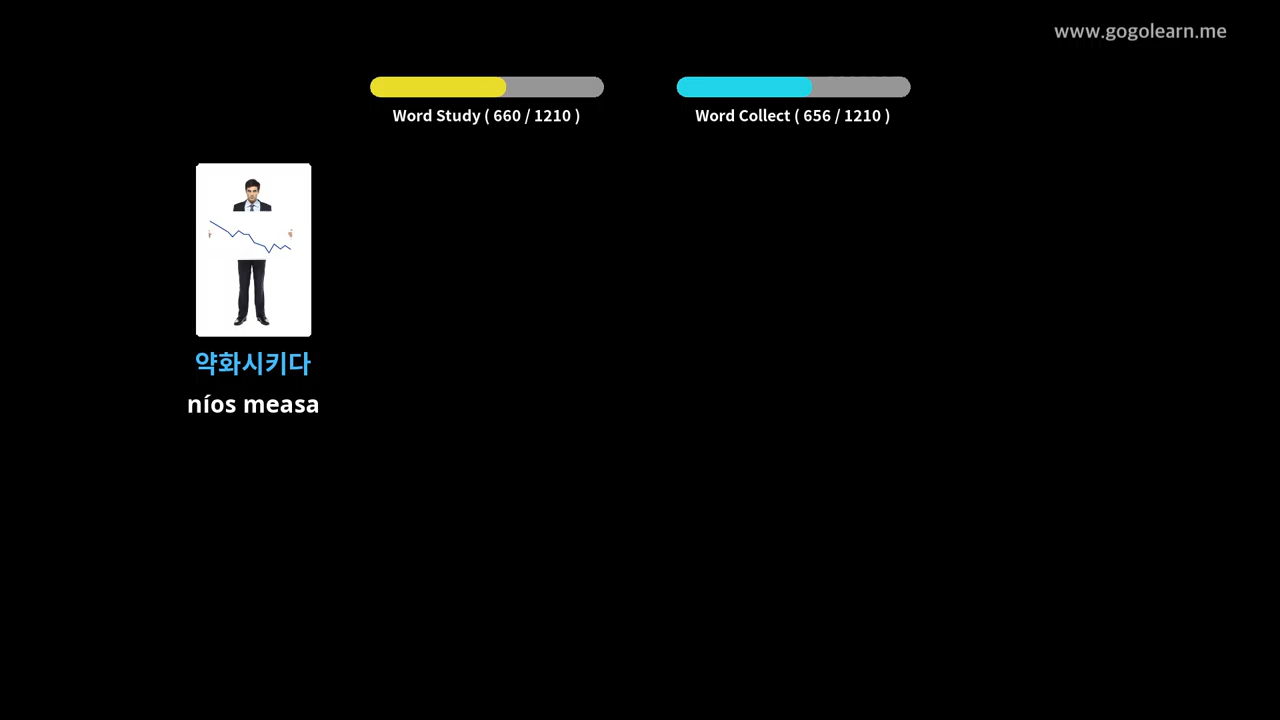 www.gogolearn.me
Word Study ( 660 / 1210 )
Word Collect ( 656 / 1210 )
약화시키다
níos measa